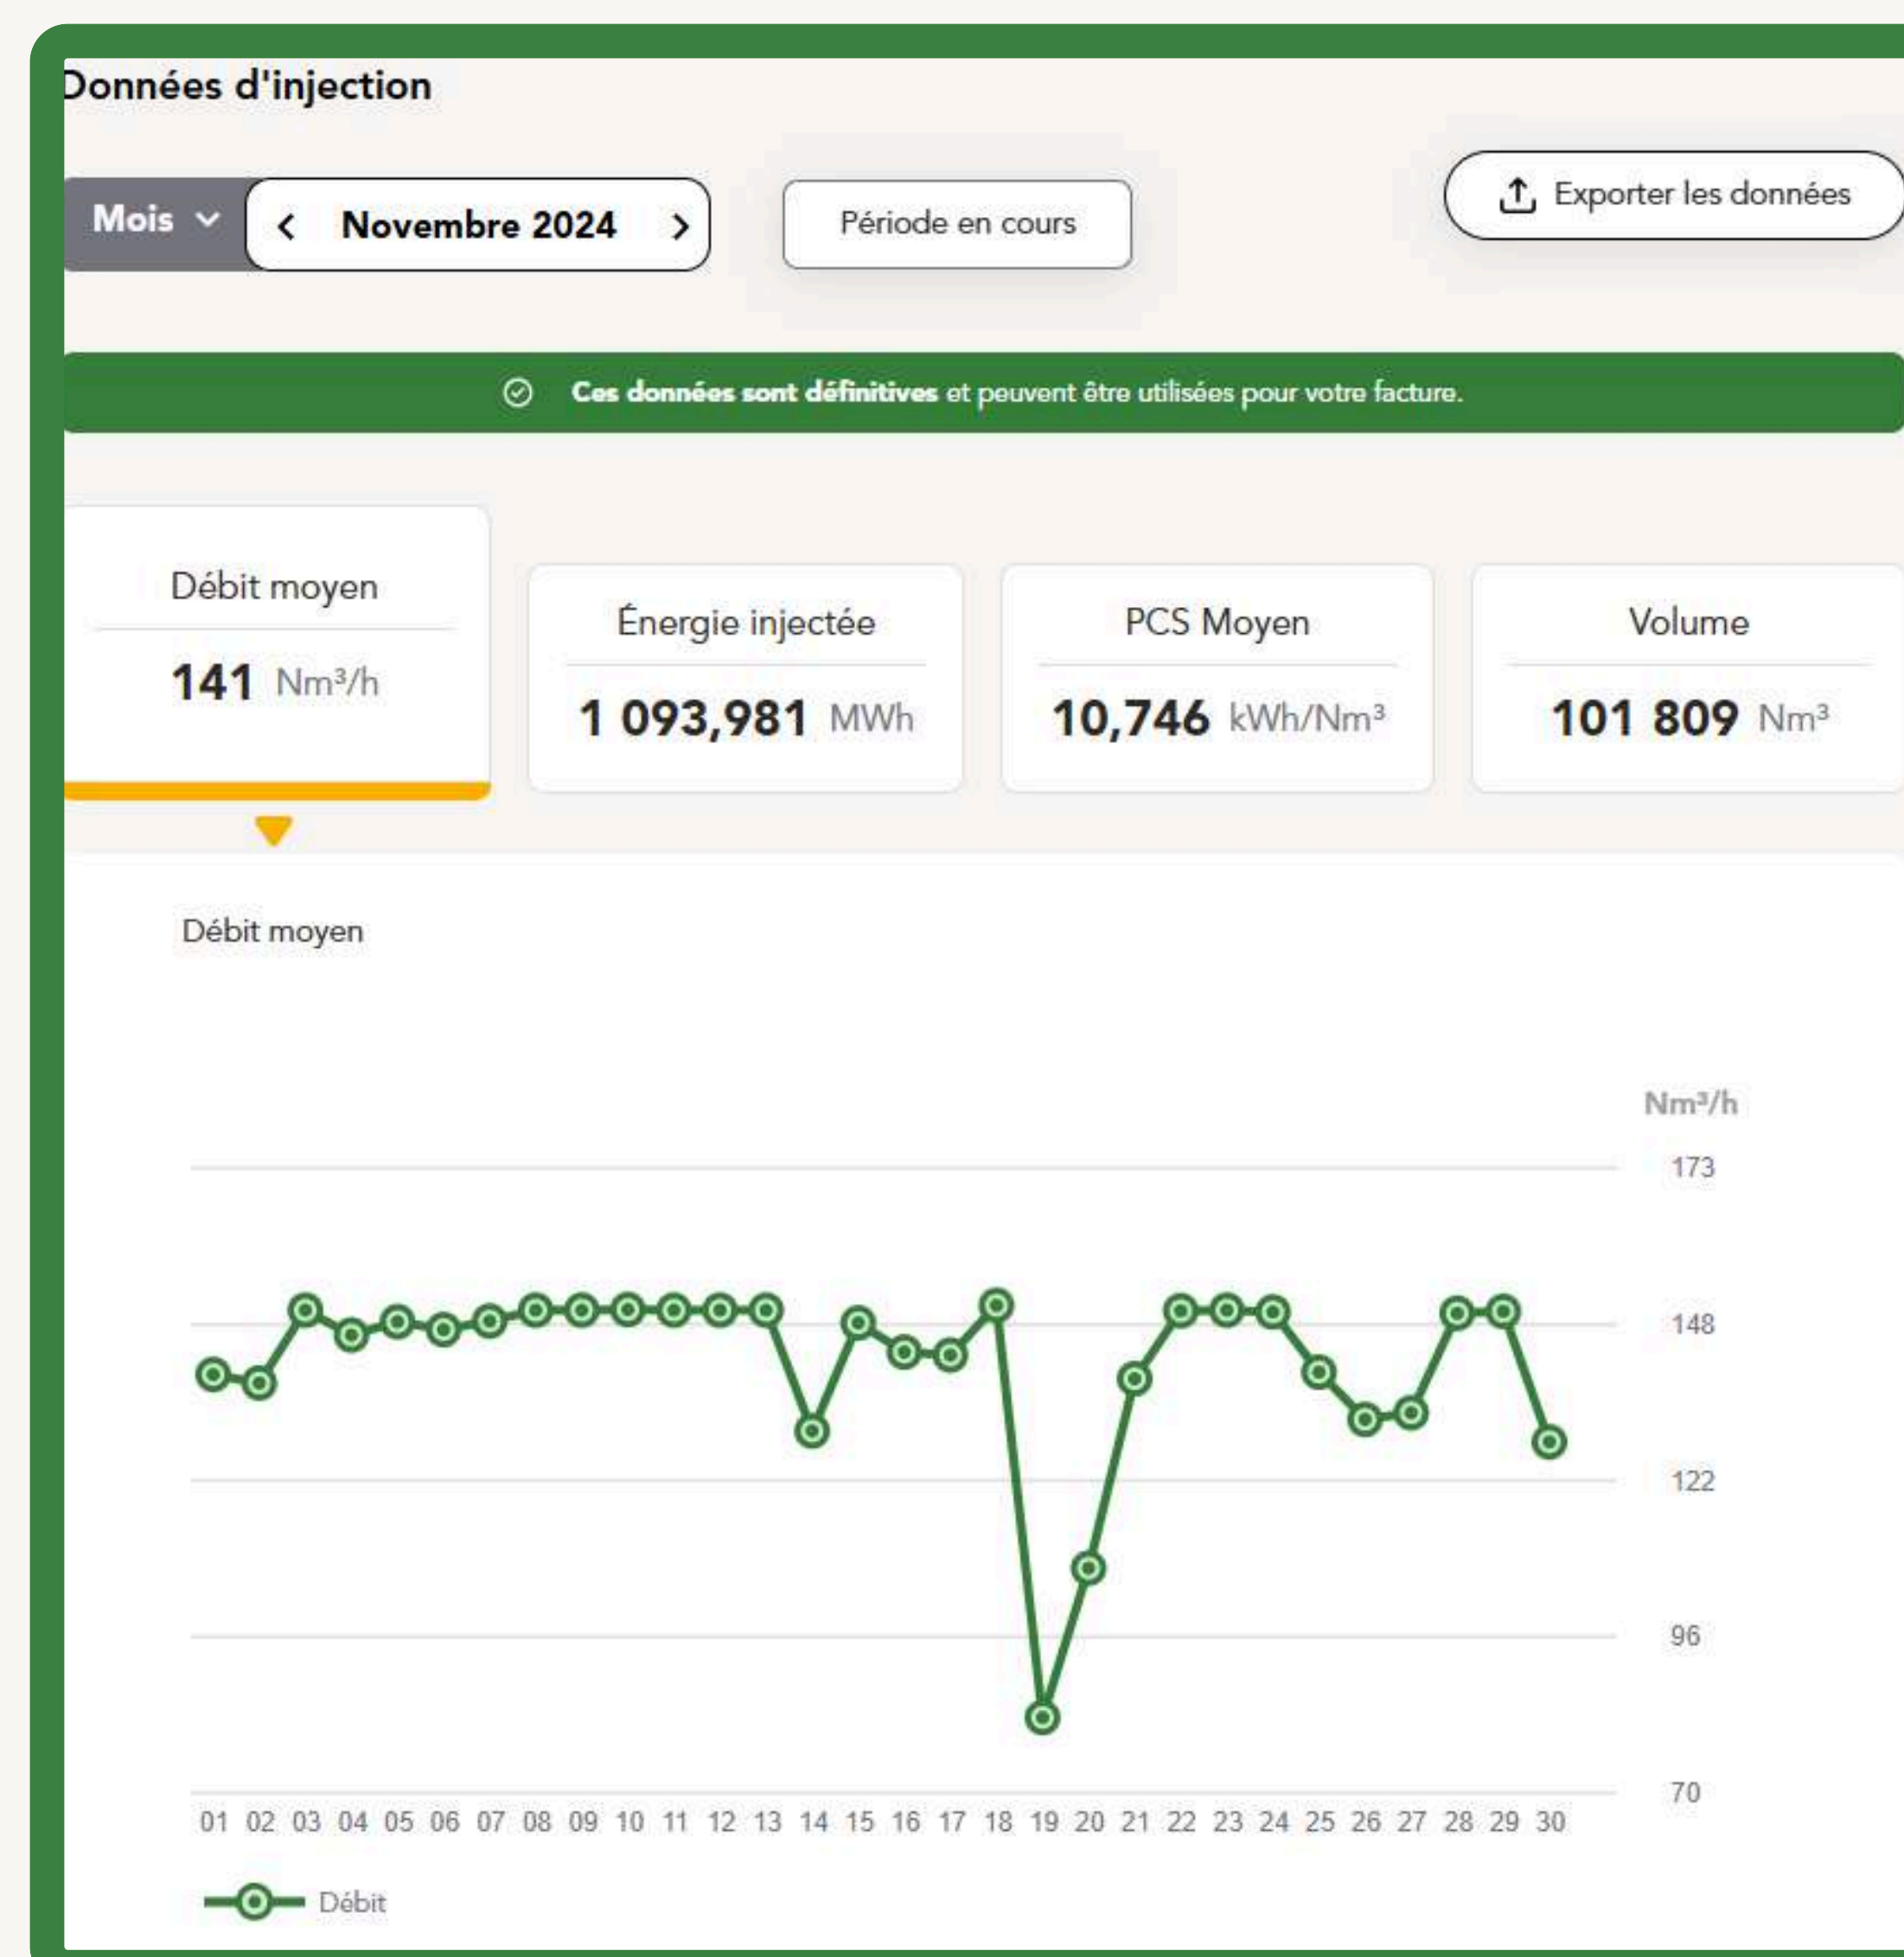 Données d'injection
Mois
Novembre 2024
Période en cours
Exporter les données
Ces données sont définitives et peuvent être utilisées pour votre facture.
Débit moyen
141 Nm³/h
Énergie injectée
1 093,981 MWh
PCS Moyen
10,746 kWh/Nm³
Volume
101 809 Nm³
Débit moyen
Nm³/h
173
148
122
96
70
01 02 03 04 05 06 07 08 09 10 11 12 13 14 15 16 17 18 19 20 21 22 23 24 25 26 27 28 29 30
Débit